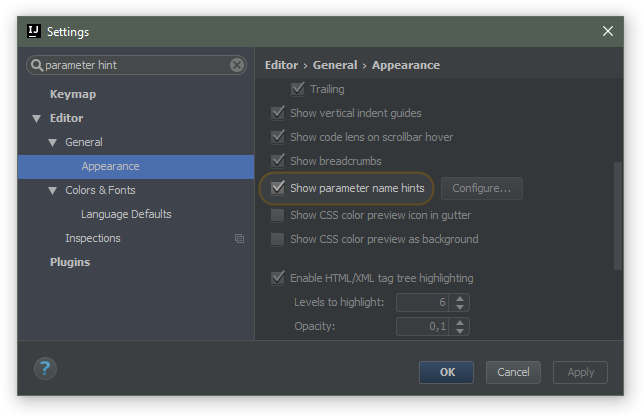 IJ Settings
parameter hint
Keymap
Editor
General
Appearance
Colors & Fonts
Language Defaults
Inspections
Plugins
Editor › General › Appearance
Trailing
Show vertical indent guides
Show code lens on scrollbar hover
Show breadcrumbs
Show parameter name hints Configure...
Show CSS color preview icon in gutter
Show CSS color preview as background
Enable HTML/XML tag tree highlighting
Levels to highlight: 6
Opacity: 0,1
? OK Cancel Apply